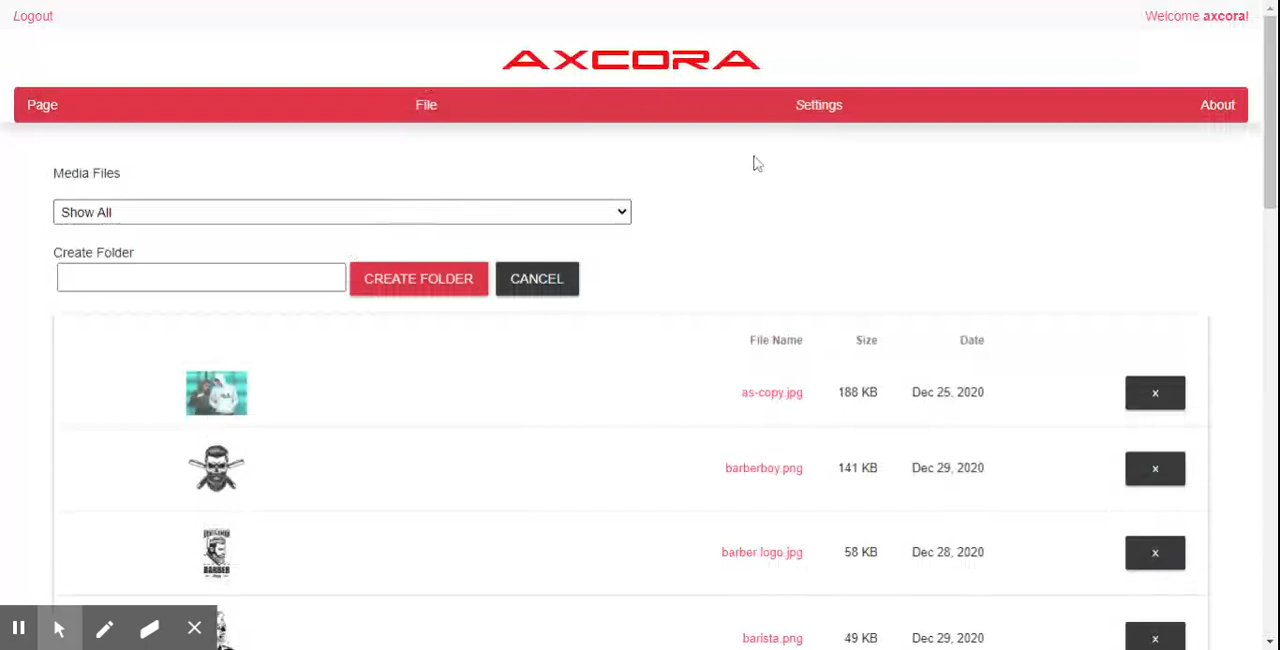 Logout
Welcome axcora!
AXCORA
Page File Settings About
Media Files
Show All
Create Folder
CREATE FOLDER CANCEL
File Name Size Date
as-copy.jpg 188 KB Dec 25, 2020 x
barberboy.png 141 KB Dec 29, 2020 x
barber logo.jpg 58 KB Dec 28, 2020 x
BARBER
barista.png 49 KB Dec 29, 2020 x